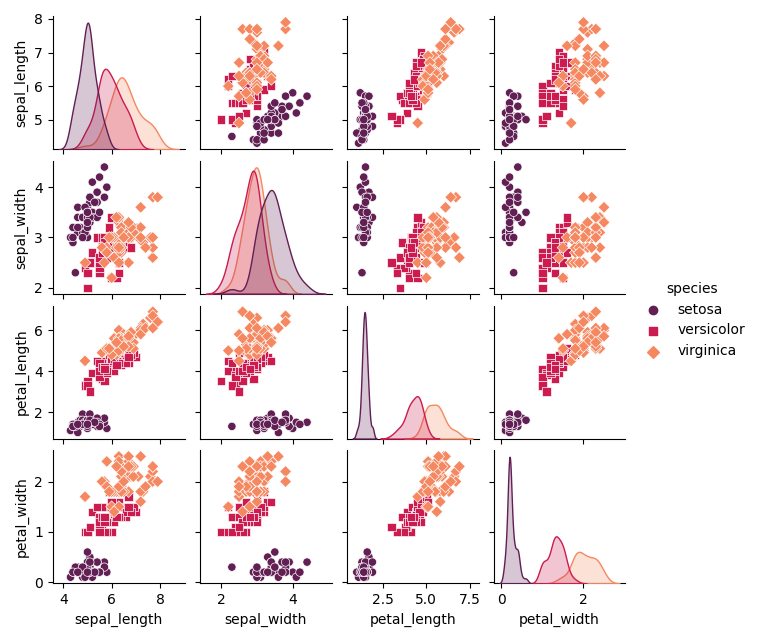 8
7
6
5
sepal_length
4
3
2
sepal_width
species
setosa
versicolor
virginica
6
4
2
petal_length
2
1
0
petal_width
4 6 8
2 4
2.5 5.0 7.5
0 2
sepal_length sepal_width petal_length petal_width